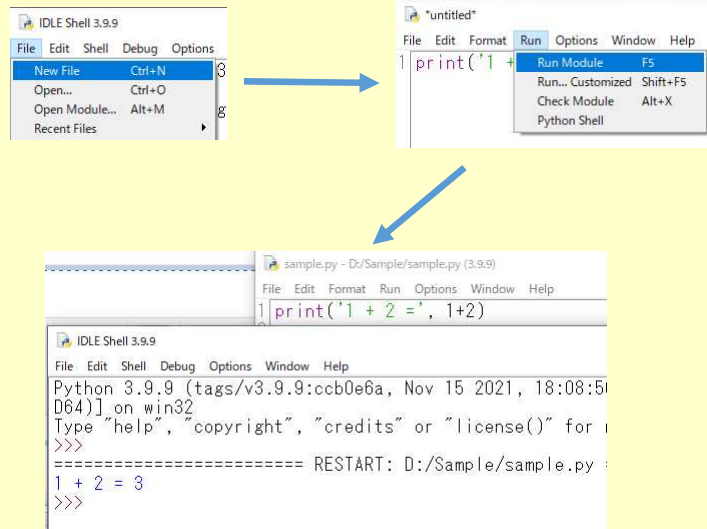 IDLE Shell 3.9.9
File Edit Shell Debug Options
New File Ctrl+N
3
Open... Ctrl+O
Open Module... Alt+M
g
Recent Files
*untitled*
File Edit Format Run Options Window Help
1 print('1 +
Run Module F5
Run... Customized Shift+F5
Check Module Alt+X
Python Shell
sample.py - D:/Sample/sample.py (3.9.9)
File Edit Format Run Options Window Help
1 print('1 + 2 =', 1+2)
IDLE Shell 3.9.9
File Edit Shell Debug Options Window Help
Python 3.9.9 (tags/v3.9.9:ccb0e6a, Nov 15 2021, 18:08:5
D64)] on win32
Type "help", "copyright", "credits" or "license()" for
>>>
========================= RESTART: D:/Sample/sample.py =
1 + 2 = 3
>>>